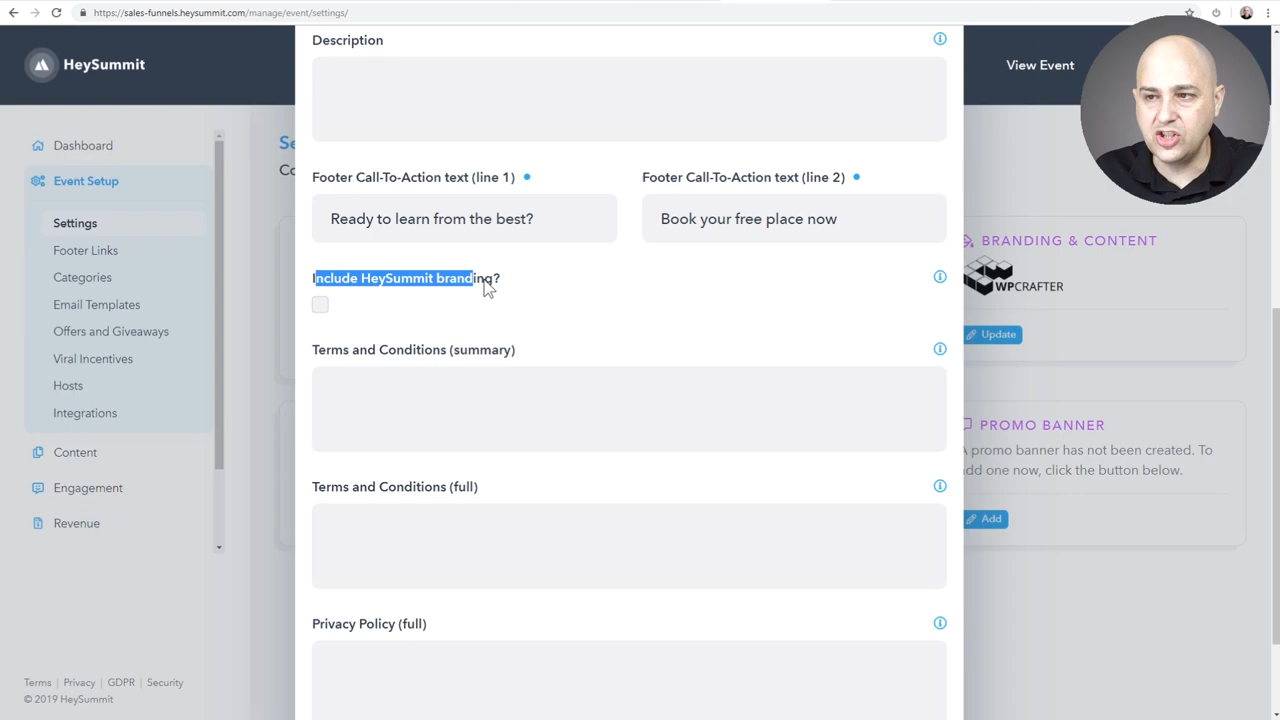 https://sales-funnels.heysummit.com/manage/event/settings/
HeySummit
View Event
Dashboard
Event Setup
Settings
Footer Links
Categories
Email Templates
Offers and Giveaways
Viral Incentives
Hosts
Integrations
Content
Engagement
Revenue
Terms | Privacy | GDPR | Security
© 2019 HeySummit
Se
Co
Description
Footer Call-To-Action text (line 1)
Footer Call-To-Action text (line 2)
Ready to learn from the best?
Book your free place now
Include HeySummit branding?
Terms and Conditions (summary)
Terms and Conditions (full)
Privacy Policy (full)
BRANDING & CONTENT
WPCRAFTER
Update
PROMO BANNER
A promo banner has not been created. To
add one now, click the button below.
Add